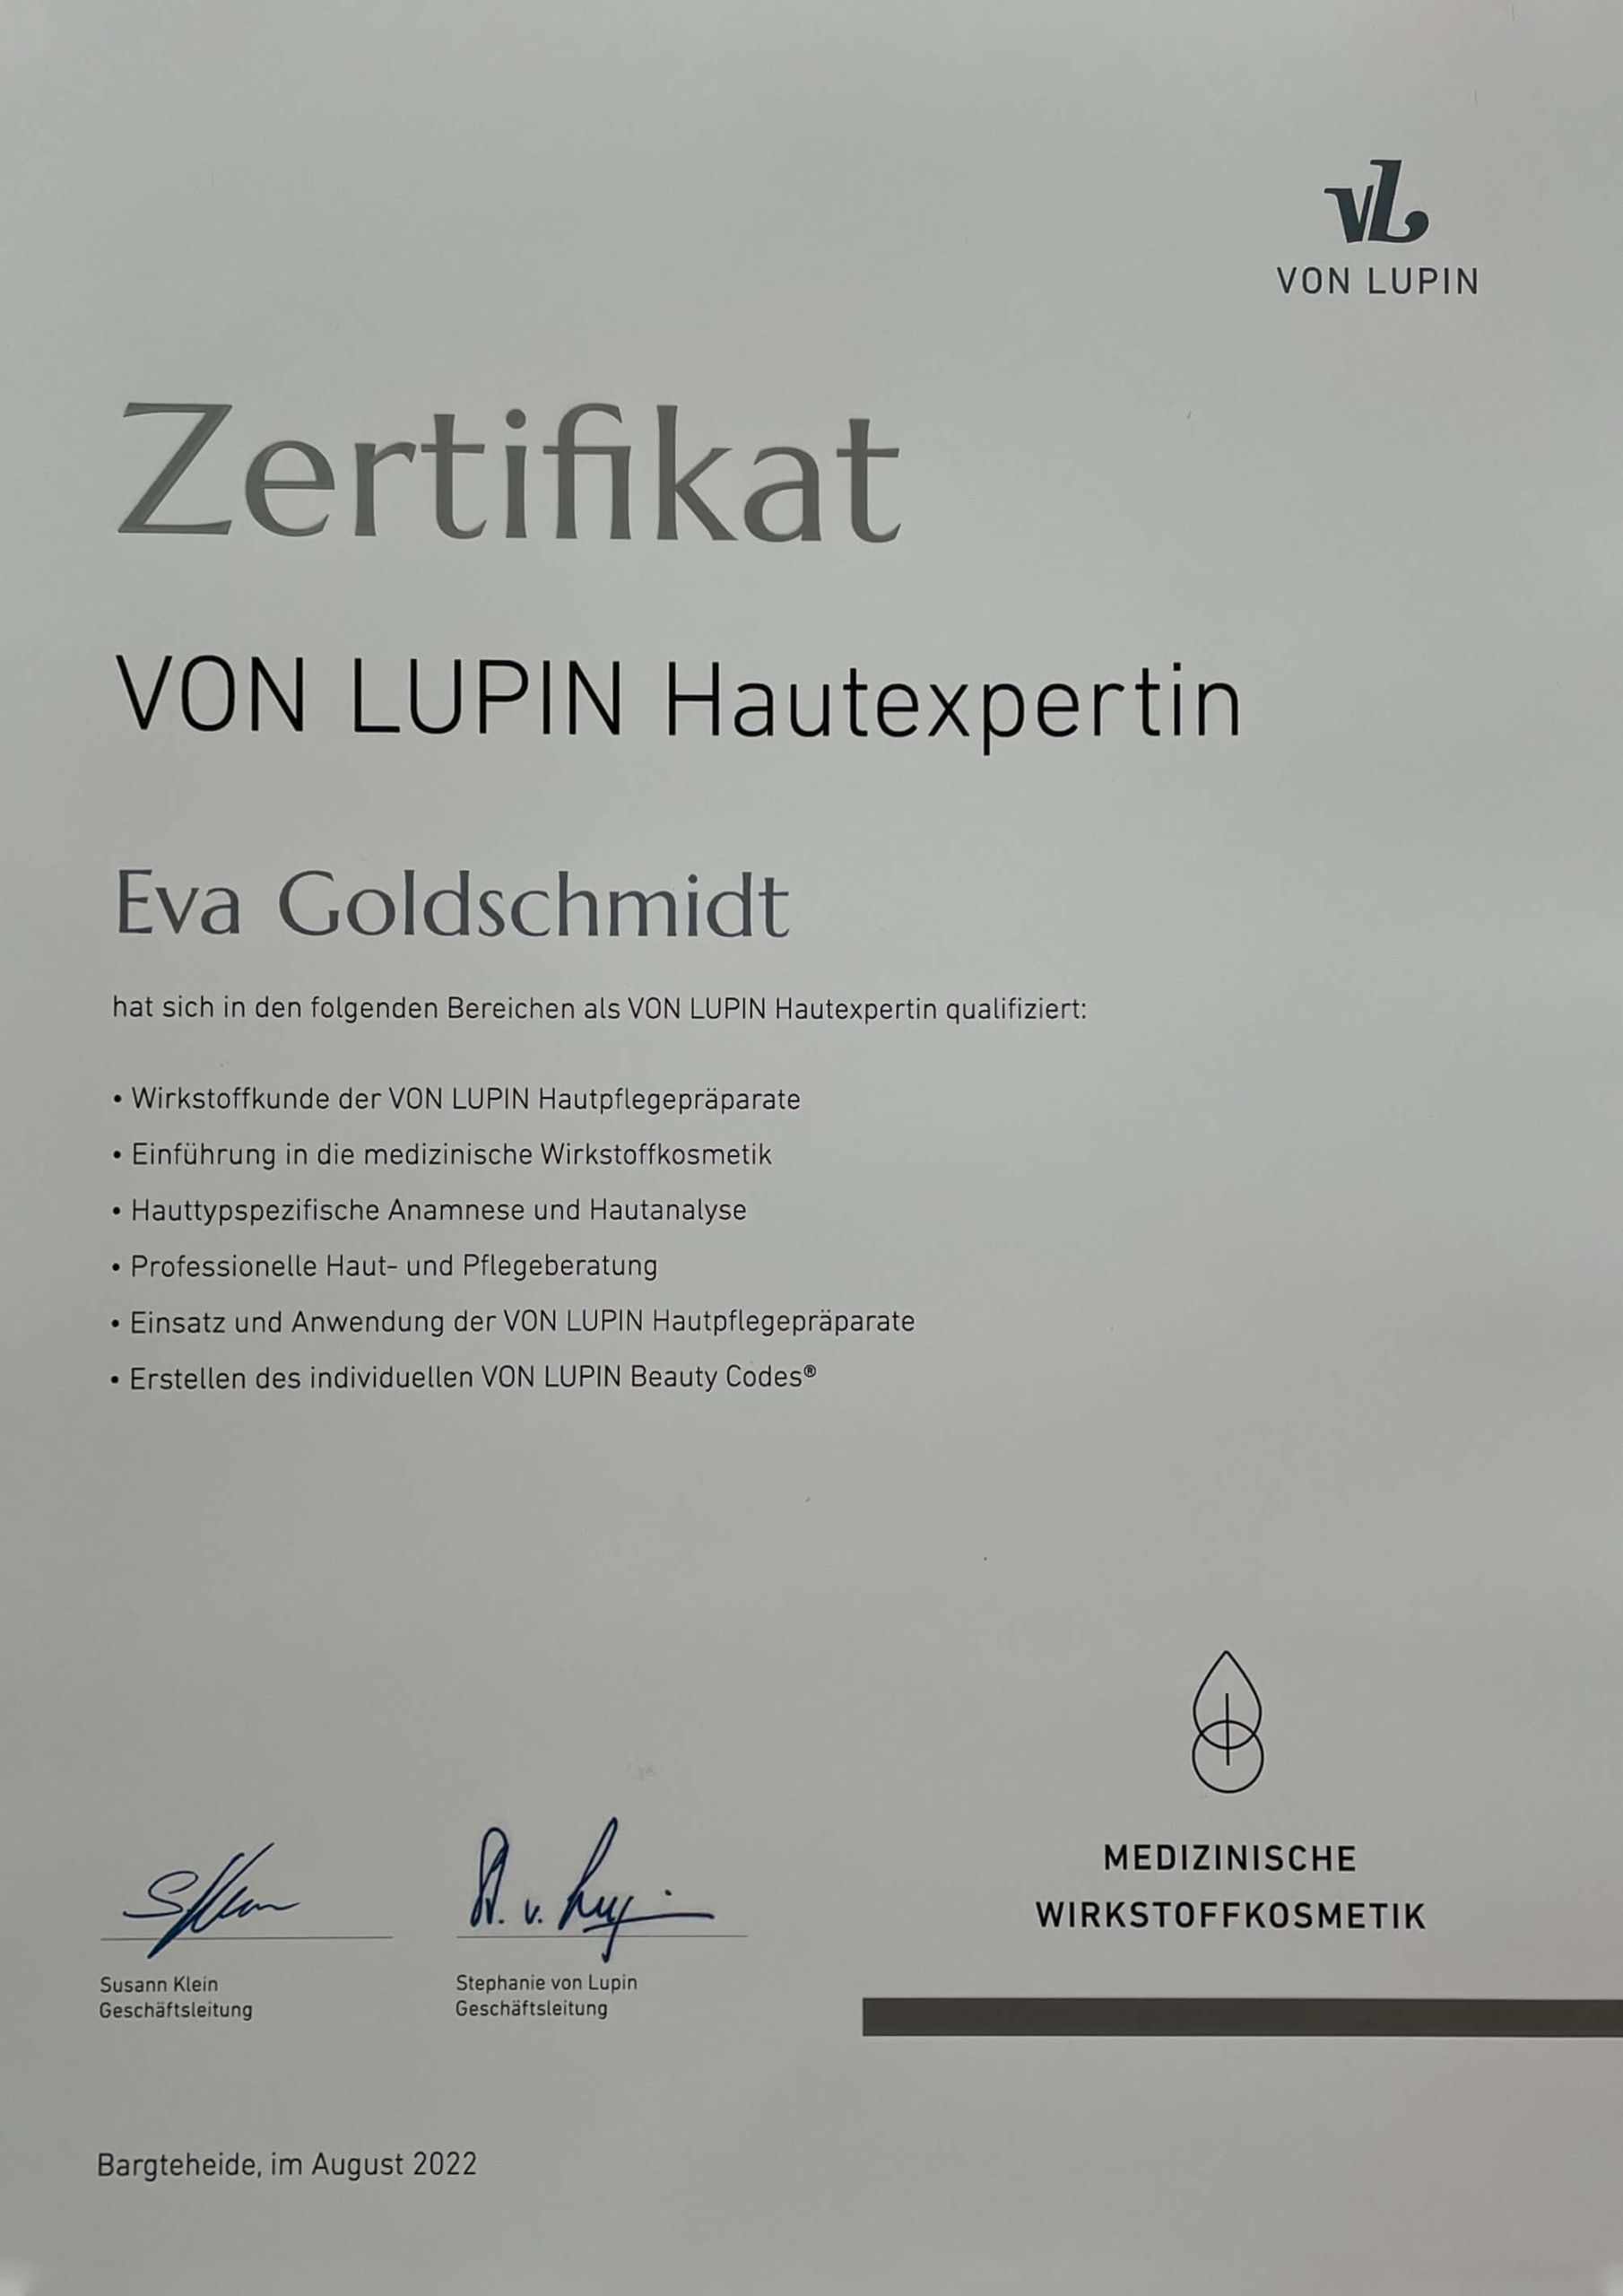 VL
VON LUPIN
Zertifikat
VON LUPIN Hautexpertin
Eva Goldschmidt
hat sich in den folgenden Bereichen als VON LUPIN Hautexpertin qualifiziert:
• Wirkstoffkunde der VON LUPIN Hautpflegepräparate
• Einführung in die medizinische Wirkstoffkosmetik
• Hauttypspezifische Anamnese und Hautanalyse
• Professionelle Haut- und Pflegeberatung
• Einsatz und Anwendung der VON LUPIN Hautpflegepräparate
• Erstellen des individuellen VON LUPIN Beauty Codes®
St. v. Lupin
Susann Klein
Geschäftsleitung
Stephanie von Lupin
Geschäftsleitung
MEDIZINISCHE
WIRKSTOFFKOSMETIK
Bargteheide, im August 2022